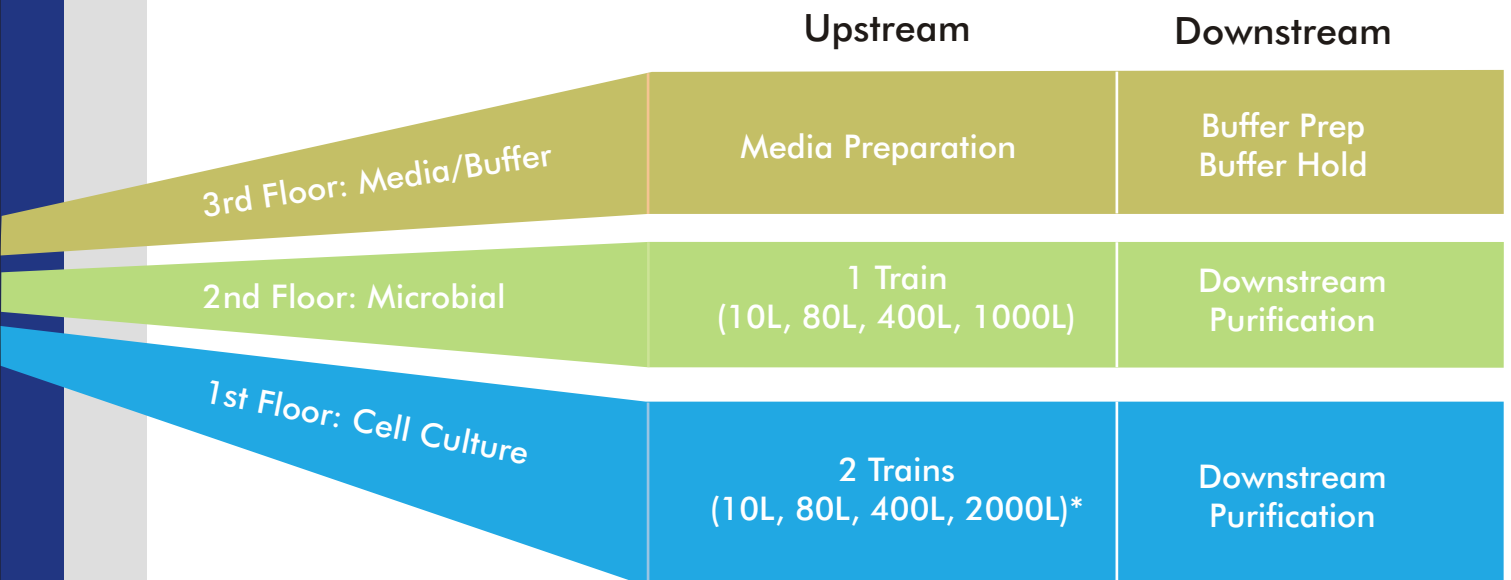 Upstream
Downstream
3rd Floor: Media/Buffer
Media Preparation
Buffer Prep
Buffer Hold
2nd Floor: Microbial
1 Train
(10L, 80L, 400L, 1000L)
Downstream
Purification
1st Floor: Cell Culture
2 Trains
(10L, 80L, 400L, 2000L)*
Downstream
Purification